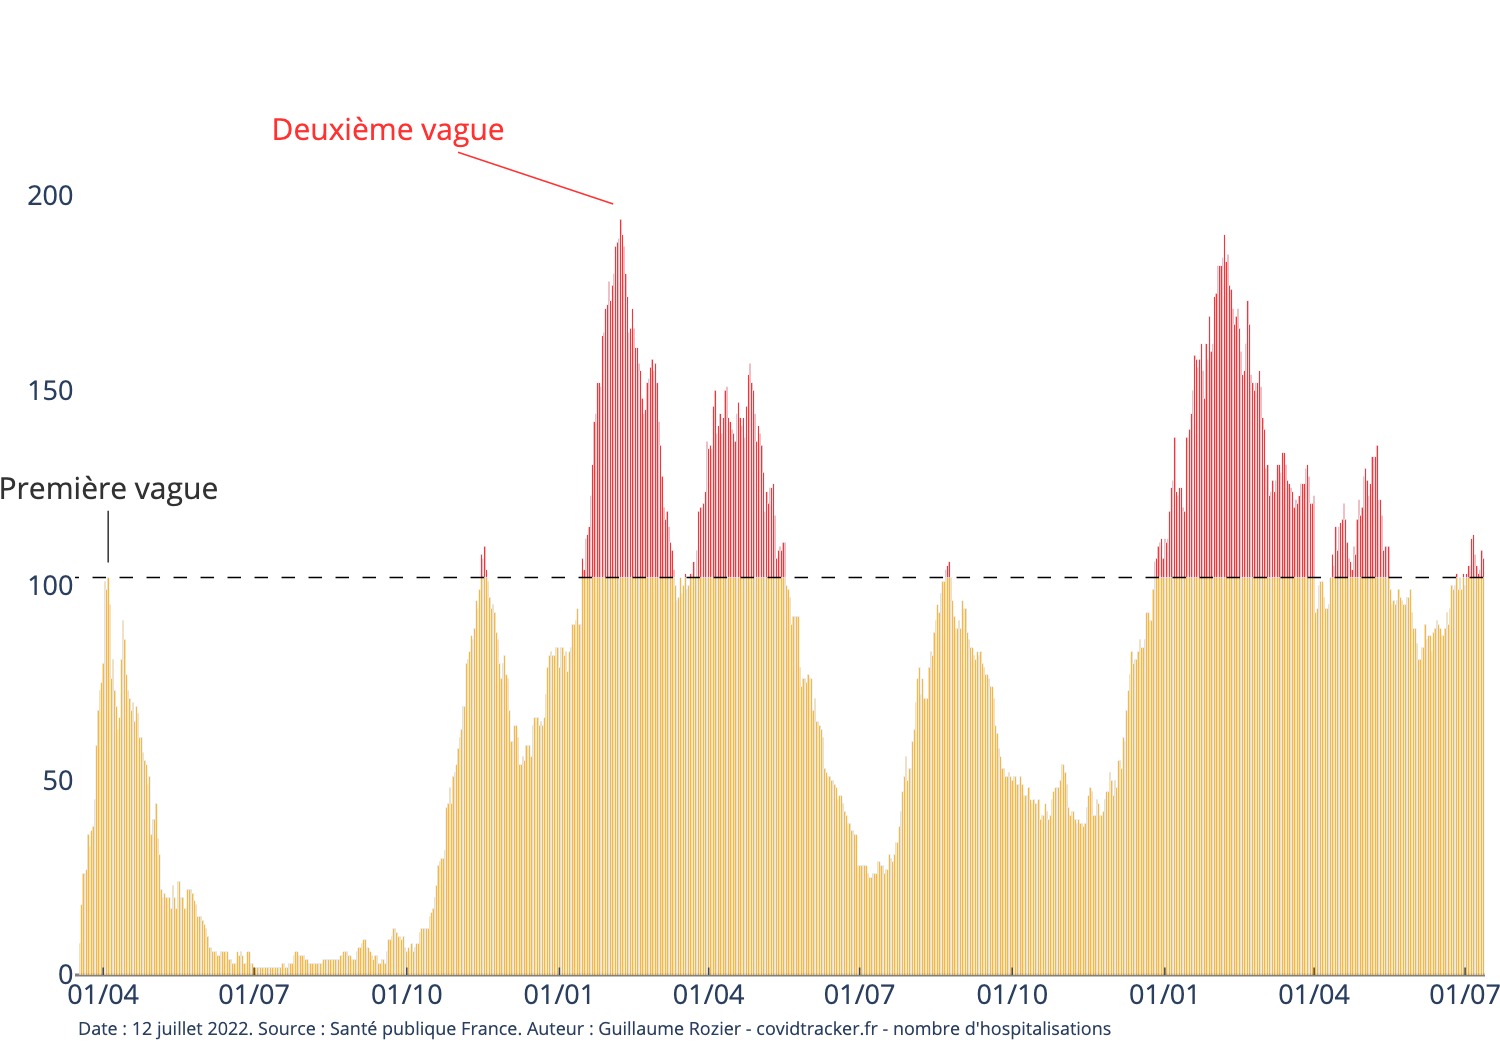 Deuxième vague
200
150
Première vague
100
50
0
01/04 01/07 01/10 01/01 01/04 01/07 01/10 01/01 01/04 01/07
Date : 12 juillet 2022. Source : Santé publique France. Auteur : Guillaume Rozier - covidtracker.fr - nombre d'hospitalisations